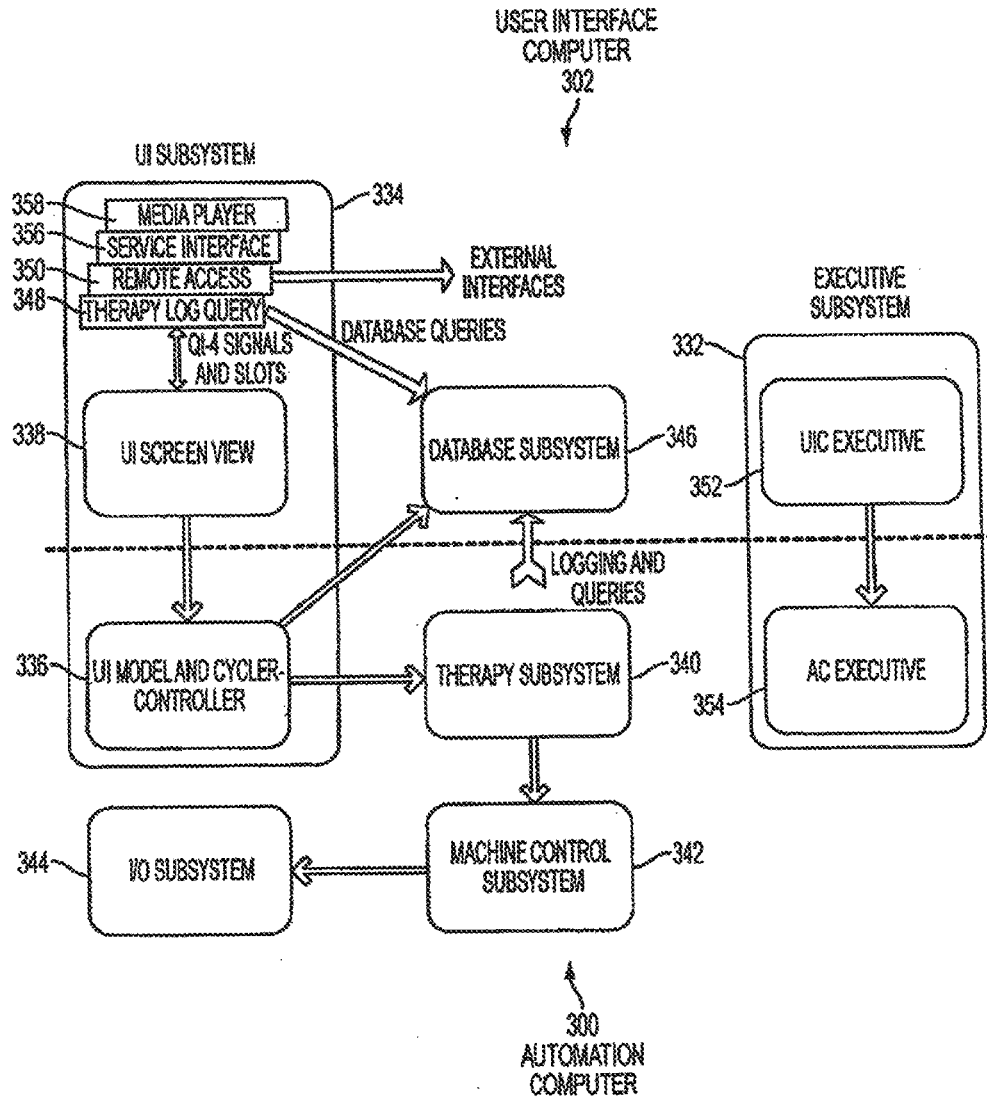 USER INTERFACE
COMPUTER
302
UI SUBSYSTEM
334
358
MEDIA PLAYER
356
SERVICE INTERFACE
350
REMOTE ACCESS
348
THERAPY LOG QUERY
EXTERNAL
INTERFACES
DATABASE QUERIES
QI-4 SIGNALS
AND SLOTS
EXECUTIVE
SUBSYSTEM
332
338
UI SCREEN VIEW
DATABASE SUBSYSTEM
346
UIC EXECUTIVE
352
LOGGING AND
QUERIES
336
UI MODEL AND CYCLER-
CONTROLLER
THERAPY SUBSYSTEM
340
AC EXECUTIVE
354
344
I/O SUBSYSTEM
MACHINE CONTROL
SUBSYSTEM
342
300
AUTOMATION
COMPUTER